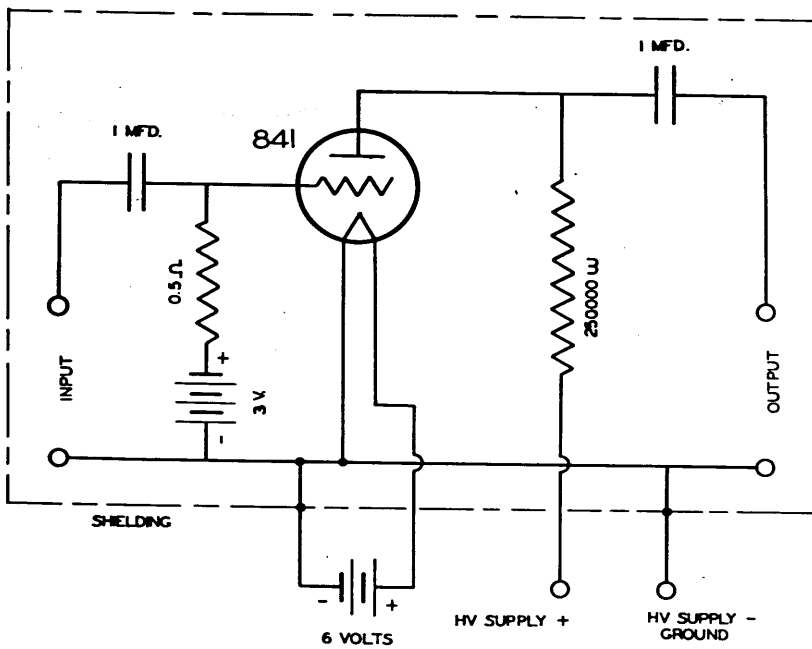 1 MFD.
1 MFD.
841
0.5 Ω
+
3 V.
-
INPUT
250000 ω
OUTPUT
SHIELDING
- +
6 VOLTS
HV SUPPLY +
HV SUPPLY -
GROUND